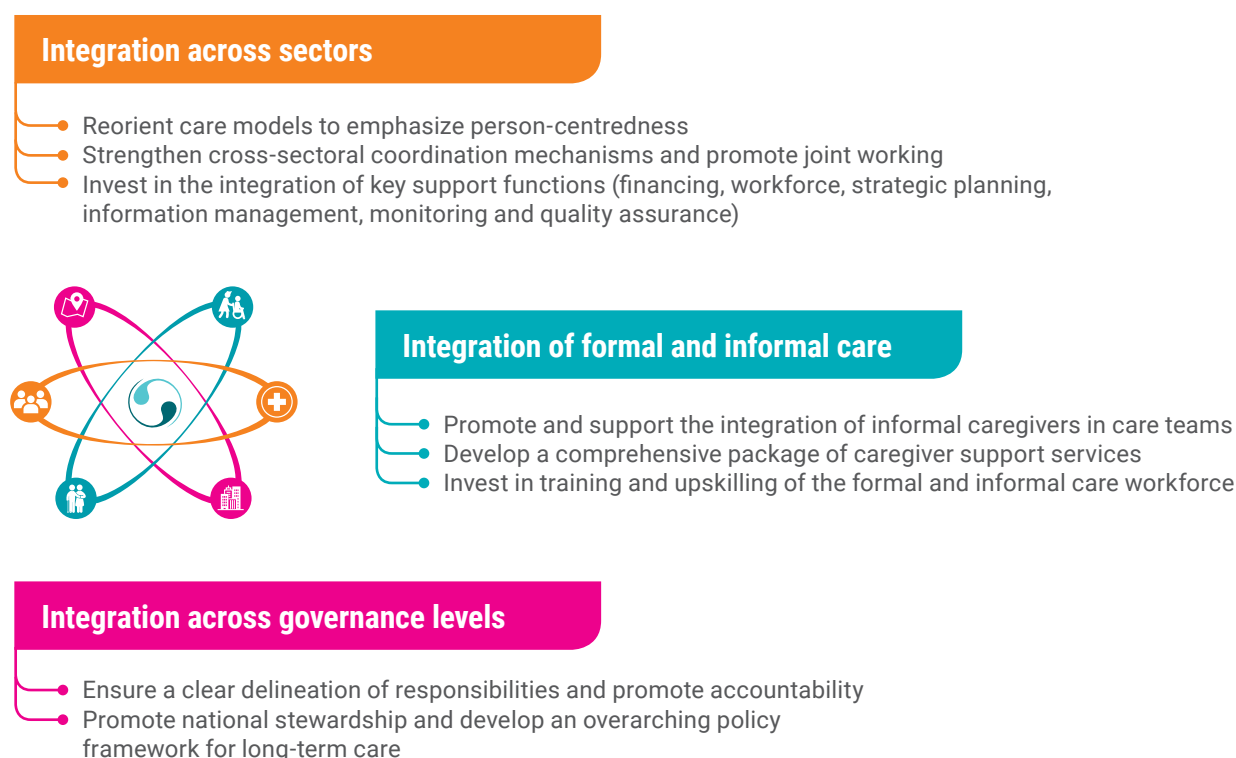 Integration across sectors
Reorient care models to emphasize person-centredness
Strengthen cross-sectoral coordination mechanisms and promote joint working
Invest in the integration of key support functions (financing, workforce, strategic planning,
information management, monitoring and quality assurance)
Integration of formal and informal care
Promote and support the integration of informal caregivers in care teams
Develop a comprehensive package of caregiver support services
Invest in training and upskilling of the formal and informal care workforce
Integration across governance levels
Ensure a clear delineation of responsibilities and promote accountability
Promote national stewardship and develop an overarching policy
framework for long-term care